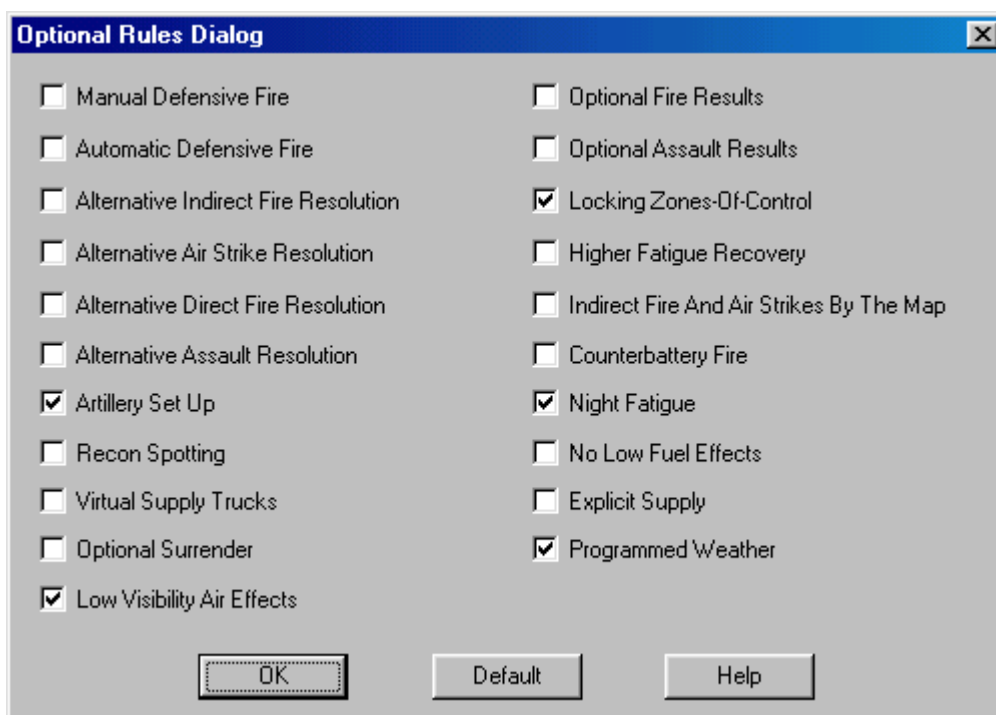 Optional Rules Dialog
Manual Defensive Fire
Automatic Defensive Fire
Alternative Indirect Fire Resolution
Alternative Air Strike Resolution
Alternative Direct Fire Resolution
Alternative Assault Resolution
Artillery Set Up
Recon Spotting
Virtual Supply Trucks
Optional Surrender
Low Visibility Air Effects
Optional Fire Results
Optional Assault Results
Locking Zones-Of-Control
Higher Fatigue Recovery
Indirect Fire And Air Strikes By The Map
Counterbattery Fire
Night Fatigue
No Low Fuel Effects
Explicit Supply
Programmed Weather
OK
Default
Help